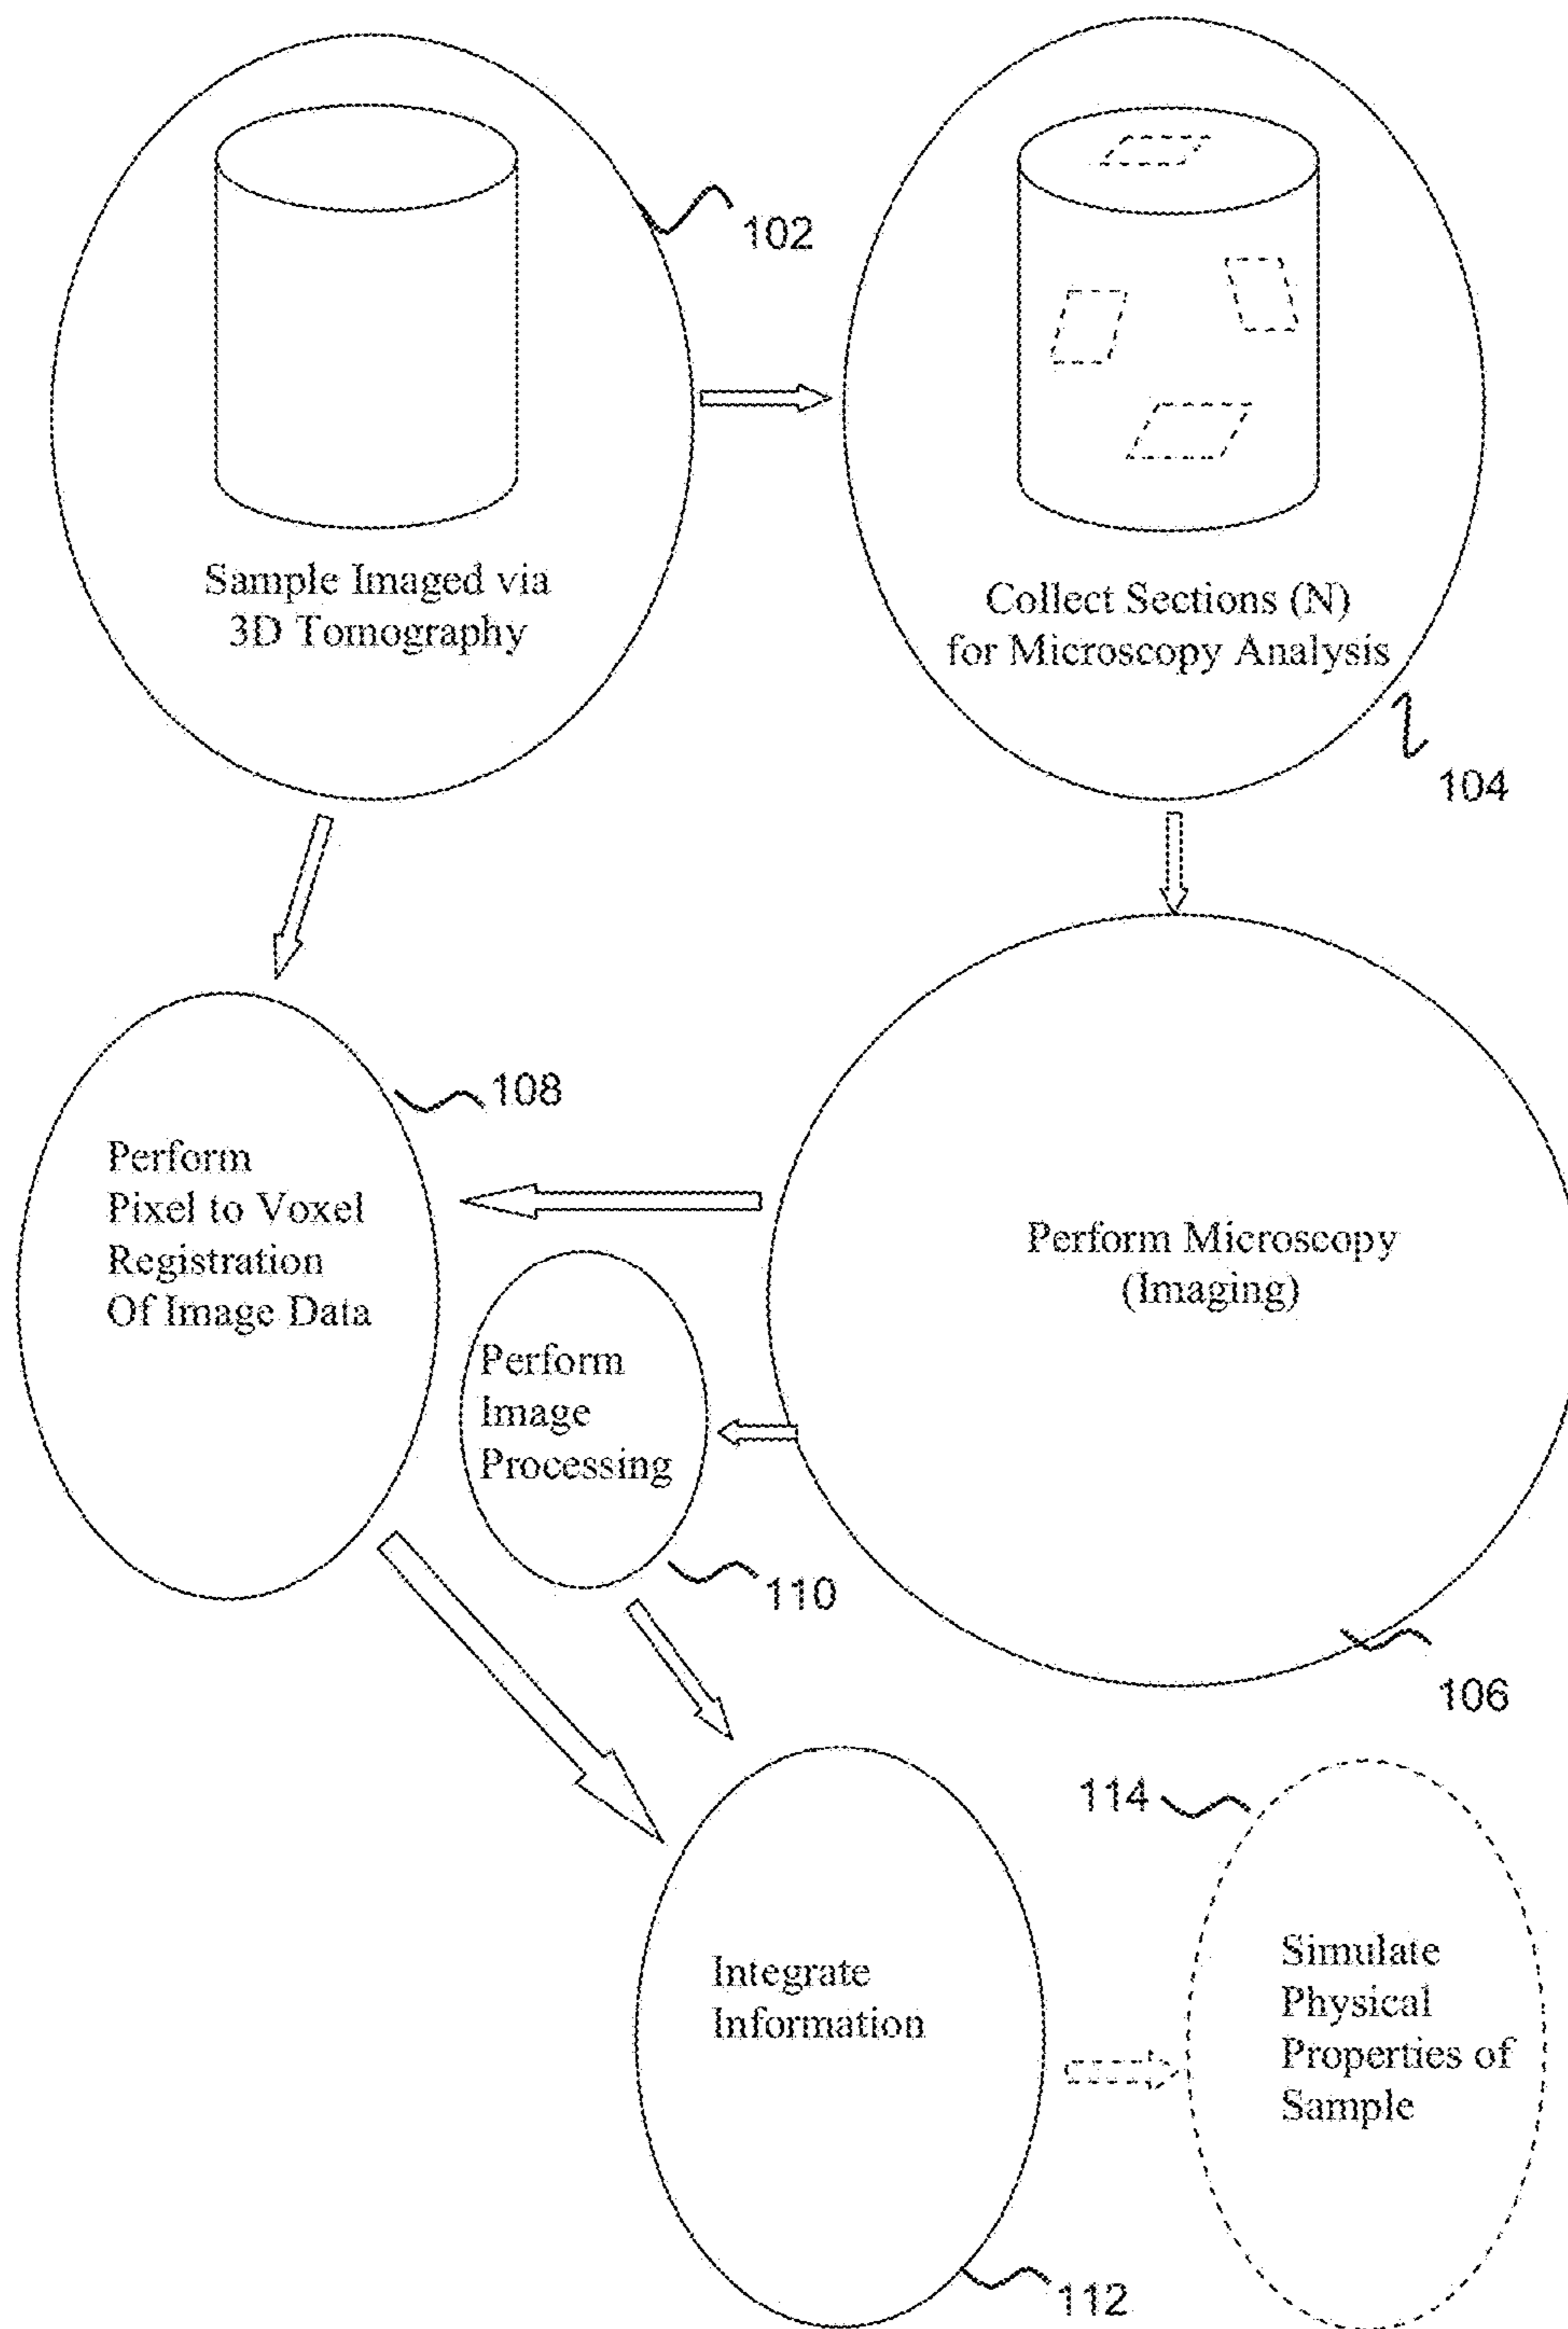 102
Sample Imaged via
3D Tomography
Collect Sections (N)
for Microscopy Analysis
104
108
Perform
Pixel to Voxel
Registration
Of Image Data
Perform Microscopy
(Imaging)
Perform
Image
Processing
110
106
114
Integrate
Information
Simulate
Physical
Properties of
Sample
112